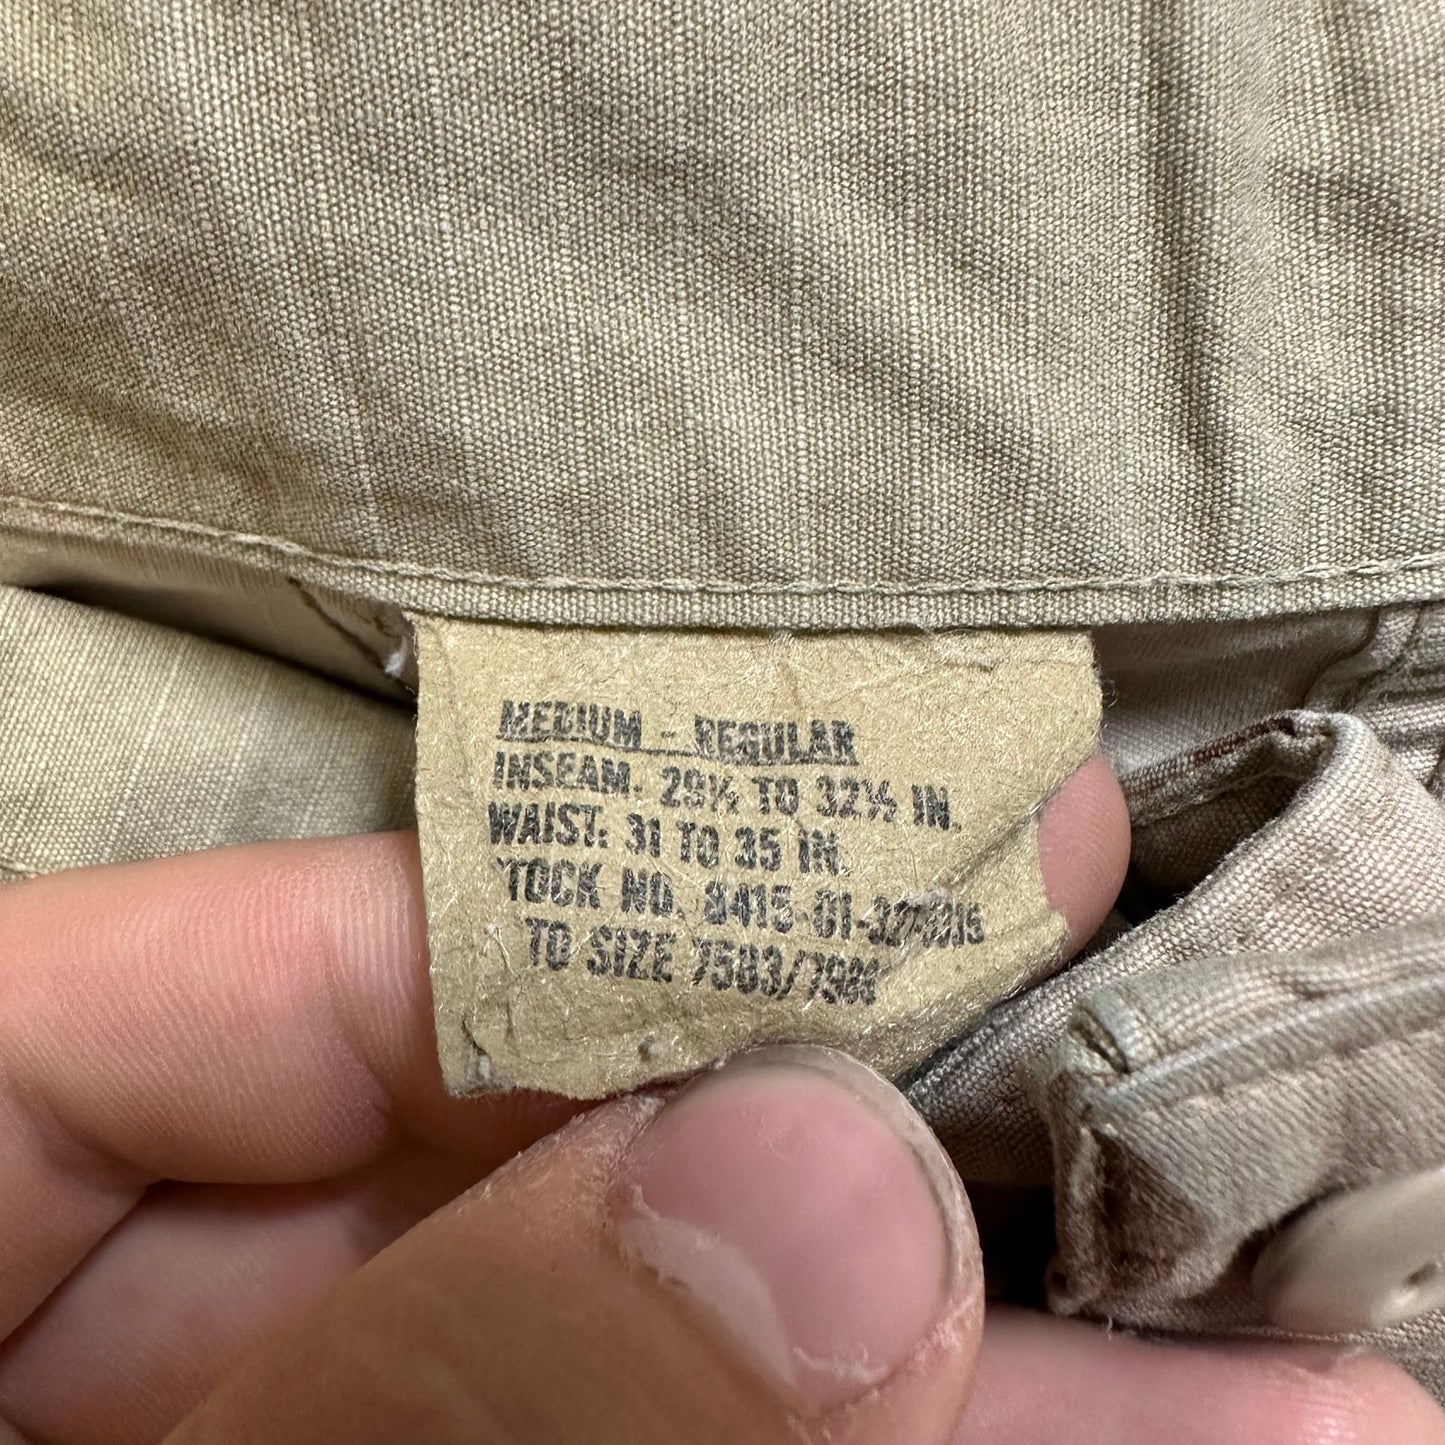 MEDIUM - REGULAR
INSEAM. 29½ TO 32½ IN.
WAIST: 31 TO 35 IN.
TOCK NO. 8415-01-327-
TO SIZE 7583/